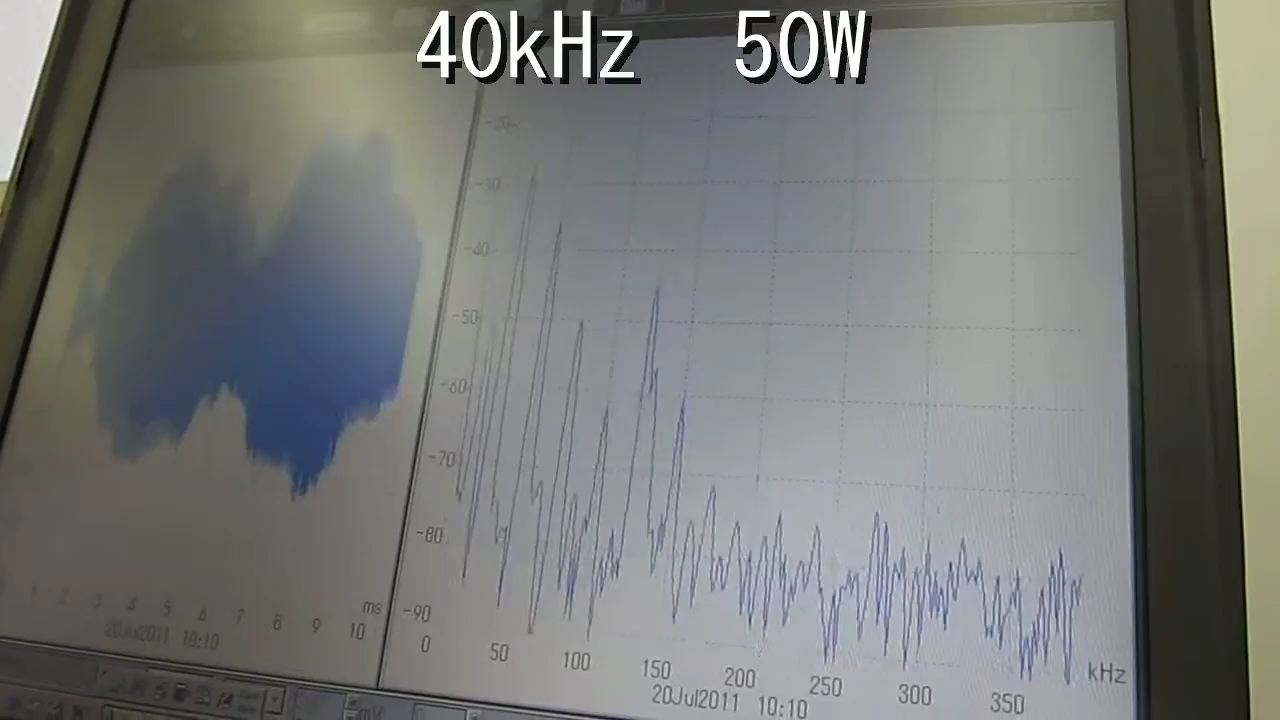 40kHz 50W
-20
-30
-40
-50
-60
-70
-80
-90
1 2 3 4 5 6 7 8 9 10 ms
20Jul2011 10:10
0 50 100 150 200 250 300 350 kHz
20Jul2011 10:10
mV